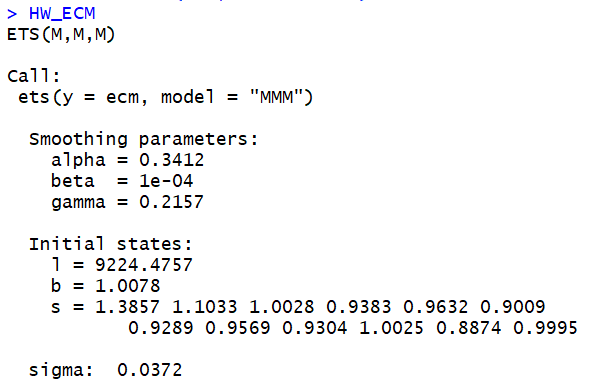 > HW_ECM
ETS(M,M,M)
Call:
ets(y = ecm, model = "MMM")
Smoothing parameters:
alpha = 0.3412
beta = 1e-04
gamma = 0.2157
Initial states:
l = 9224.4757
b = 1.0078
s = 1.3857 1.1033 1.0028 0.9383 0.9632 0.9009
0.9289 0.9569 0.9304 1.0025 0.8874 0.9995
sigma: 0.0372